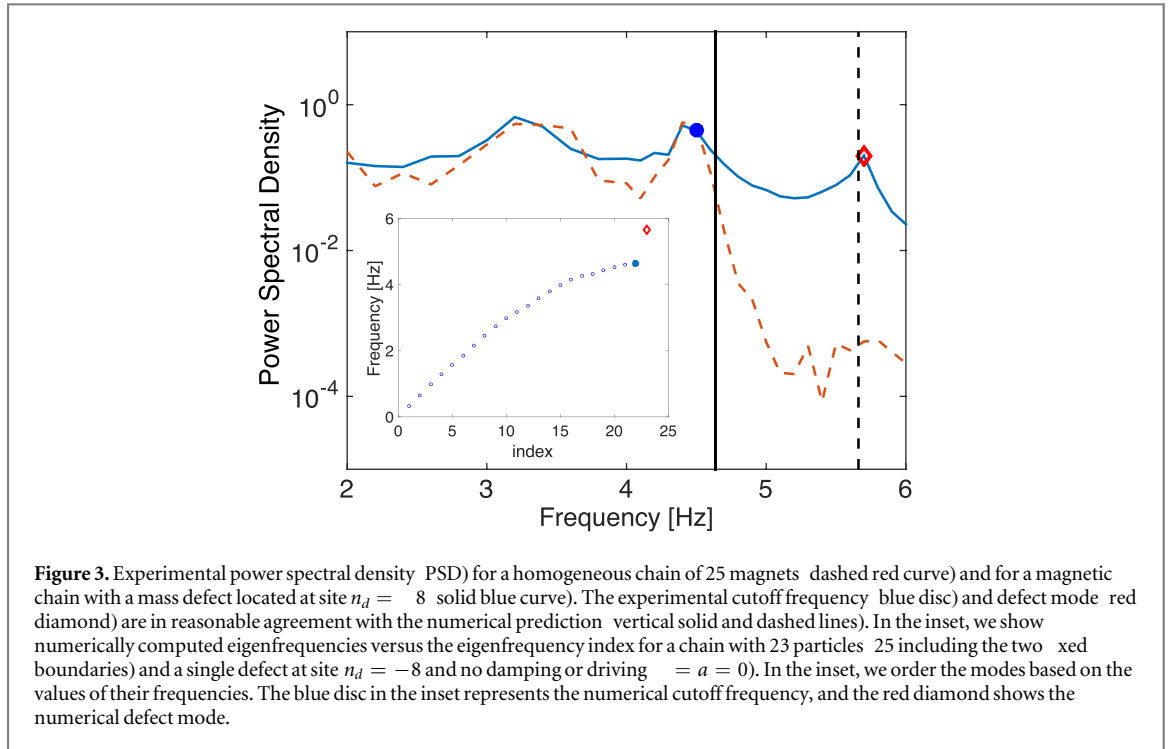 10^0
10^-2
10^-4
Power Spectral Density
6
4
2
0
Frequency [Hz]
0 5 10 15 20 25
index
2 3 4 5 6
Frequency [Hz]
Figure 3. Experimental power spectral density PSD) for a homogeneous chain of 25 magnets dashed red curve) and for a magnetic
chain with a mass defect located at site n_d = 8 solid blue curve). The experimental cutoff frequency blue disc) and defect mode red
diamond) are in reasonable agreement with the numerical prediction vertical solid and dashed lines). In the inset, we show
numerically computed eigenfrequencies versus the eigenfrequency index for a chain with 23 particles 25 including the two xed
boundaries) and a single defect at site n_d = −8 and no damping or driving = a = 0). In the inset, we order the modes based on the
values of their frequencies. The blue disc in the inset represents the numerical cutoff frequency, and the red diamond shows the
numerical defect mode.